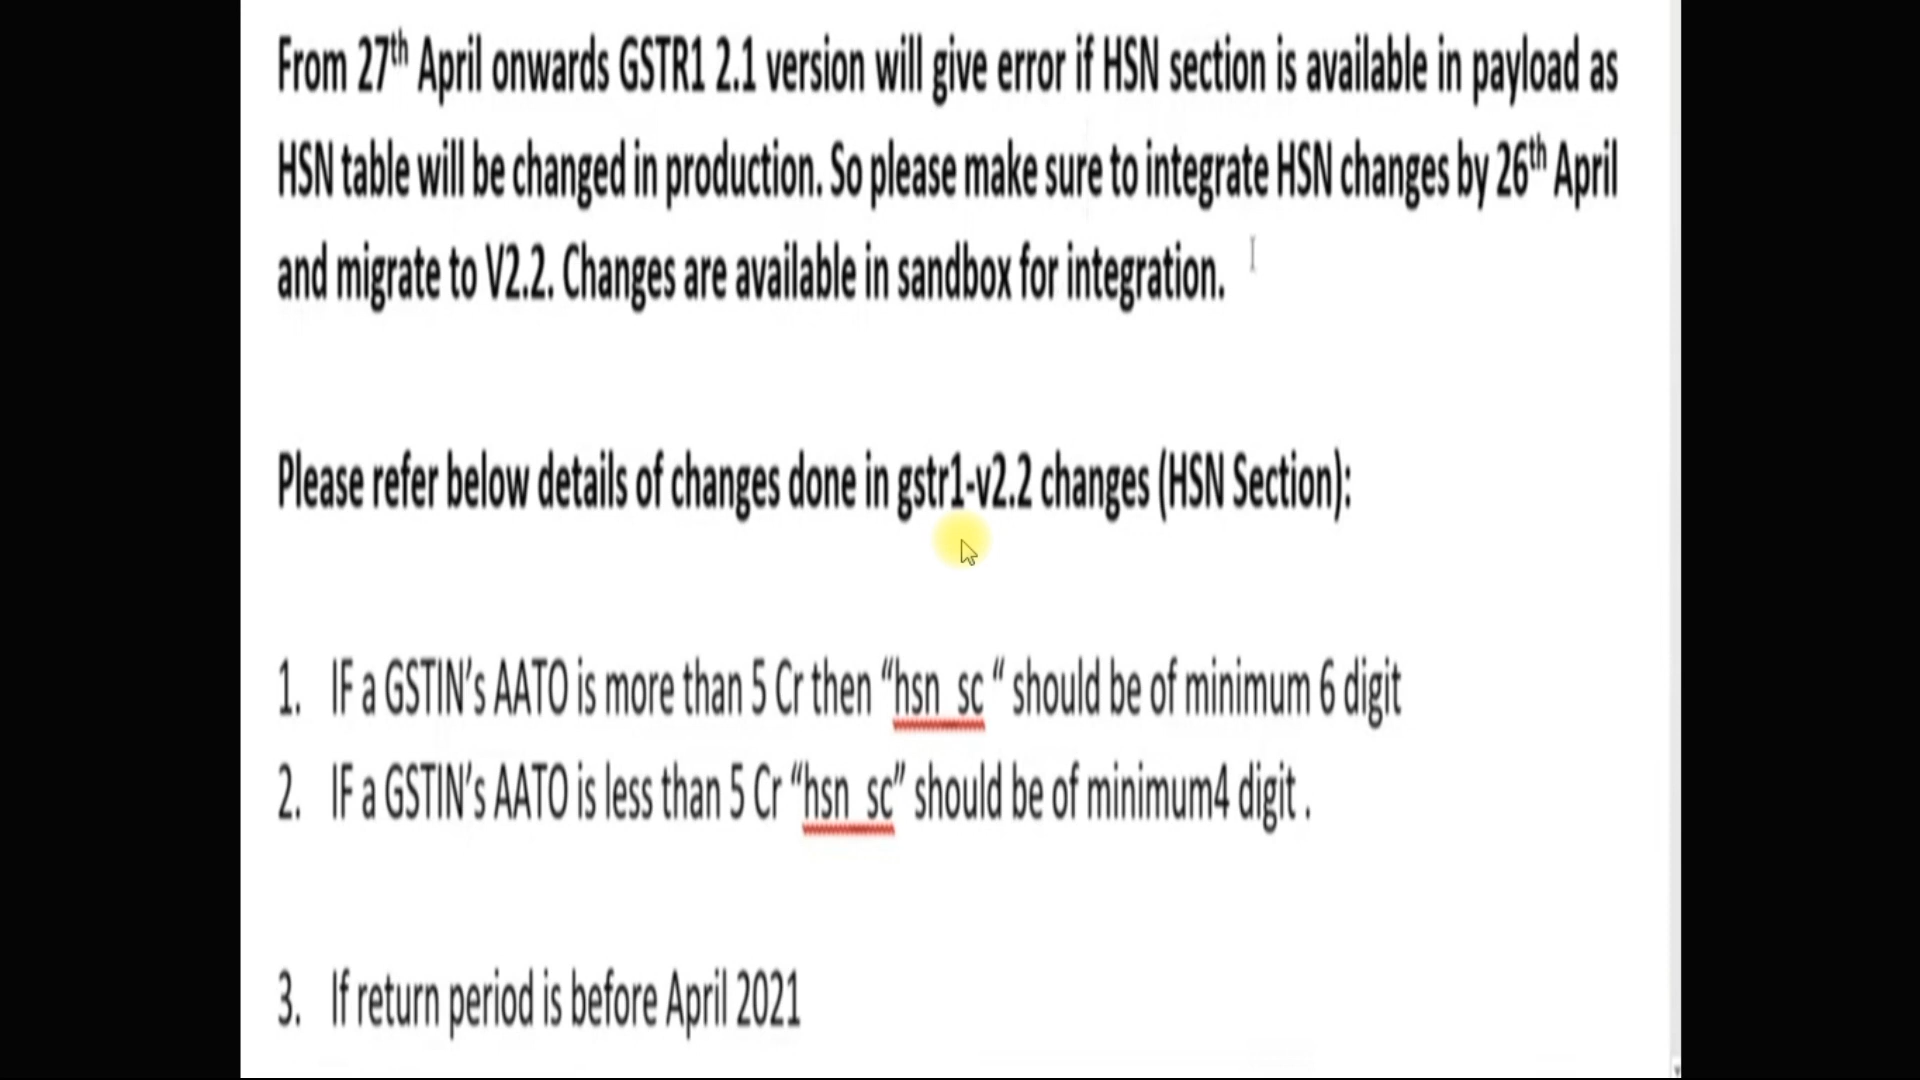 From 27th April onwards GSTR1 2.1 version will give error if HSN section is available in payload as
HSN table will be changed in production. So please make sure to integrate HSN changes by 26th April
and migrate to V2.2. Changes are available in sandbox for integration.
Please refer below details of changes done in gstr1-v2.2 changes (HSN Section):
1. IF a GSTIN’s AATO is more than 5 Cr then “hsn_sc “ should be of minimum 6 digit
2. IF a GSTIN’s AATO is less than 5 Cr “hsn_sc” should be of minimum4 digit .
3. If return period is before April 2021